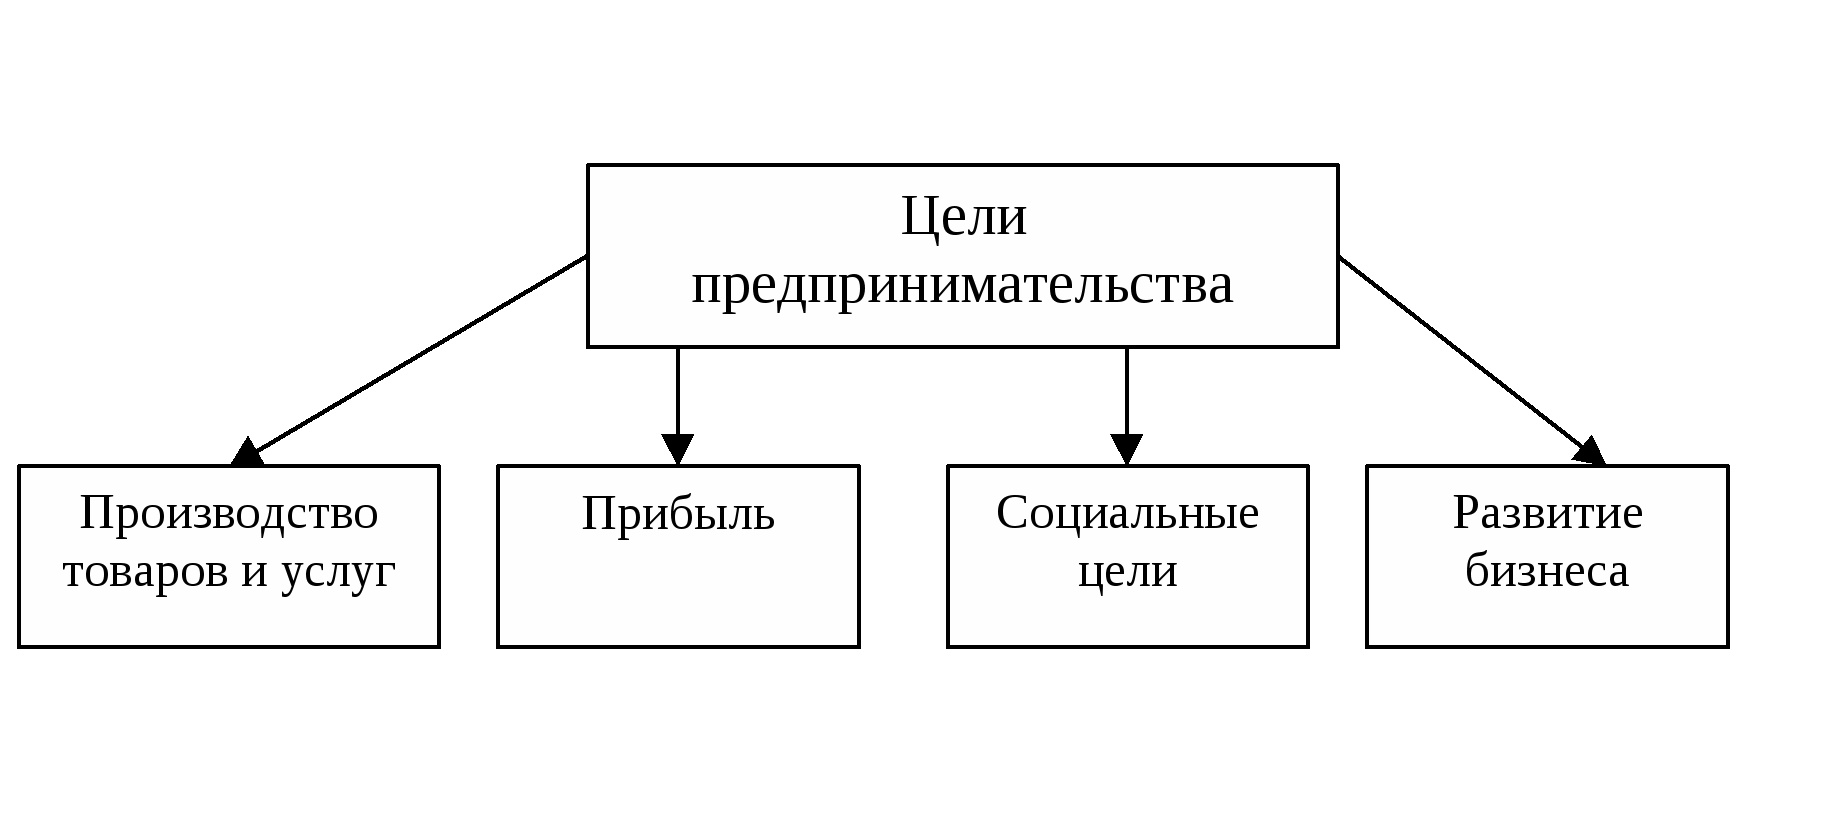 Цели
предпринимательства
Производство
товаров и услуг
Прибыль
Социальные
цели
Развитие
бизнеса